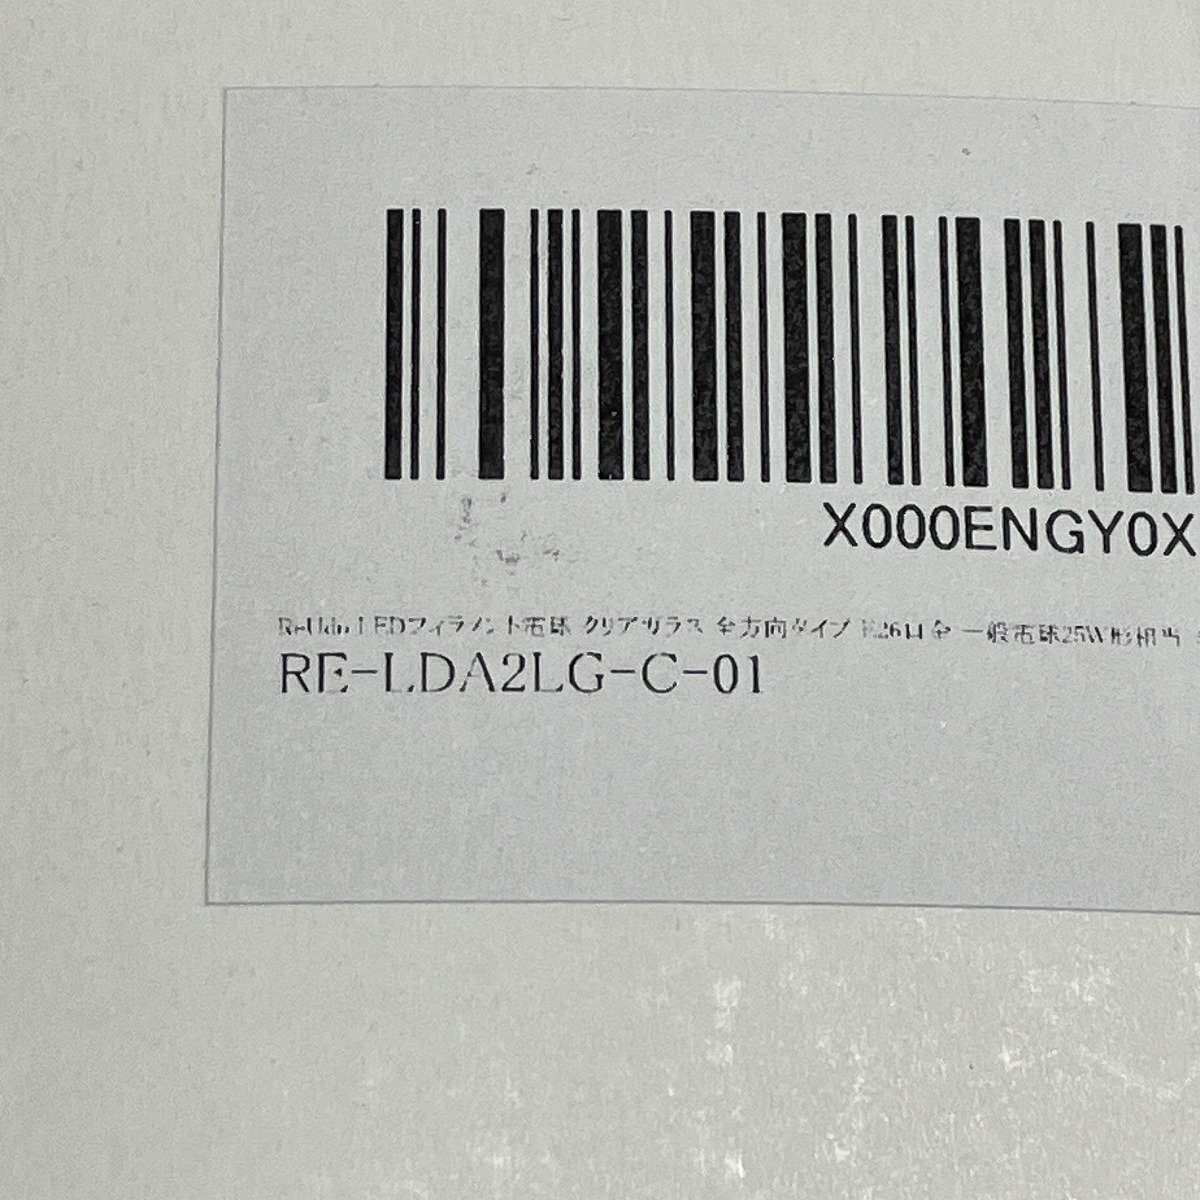 X000ENGY0X
LEDフィラメント電球 クリアガラス 全方向タイプ E26口金 一般電球25W形相当
RE-LDA2LG-C-01